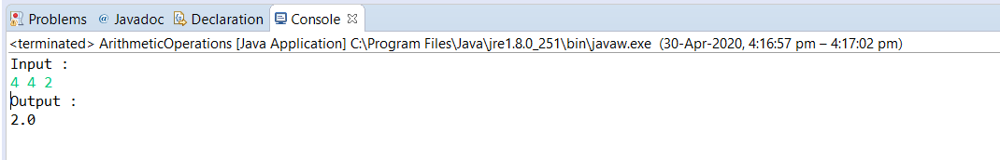 Problems @ Javadoc Declaration Console
<terminated> ArithmeticOperations [Java Application] C:\Program Files\Java\jre1.8.0_251\bin\javaw.exe (30-Apr-2020, 4:16:57 pm – 4:17:02 pm)
Input :
4 4 2
Output :
2.0